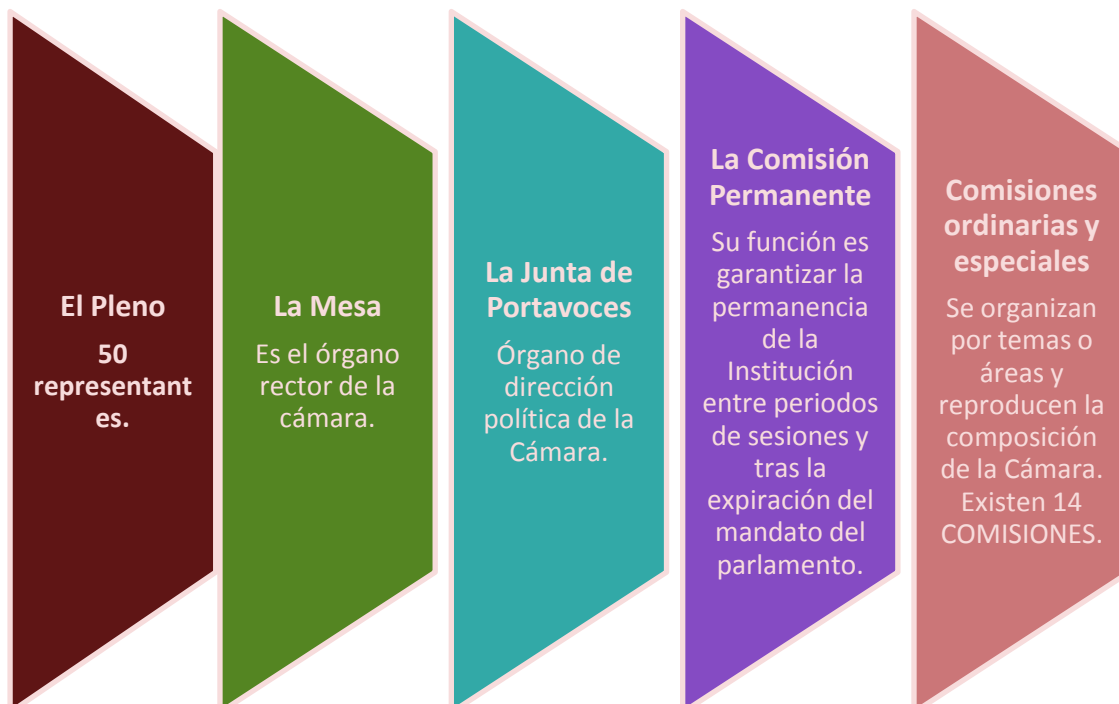 El Pleno
50
representant
es.
La Mesa
Es el órgano
rector de la
cámara.
La Junta de
Portavoces
Órgano de
dirección
política de la
Cámara.
La Comisión
Permanente
Su función es
garantizar la
permanencia
de la
Institución
entre periodos
de sesiones y
tras la
expiración del
mandato del
parlamento.
Comisiones
ordinarias y
especiales
Se organizan
por temas o
áreas y
reproducen la
composición
de la Cámara.
Existen 14
COMISIONES.